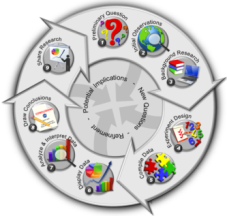 Preliminary Question
Initial Observations
Background Research
Experiment Design
Compile Data
Display Data
Analyze & Interpret Data
Draw Conclusions
Share Research
Potential Implications
New Questions
Refinement